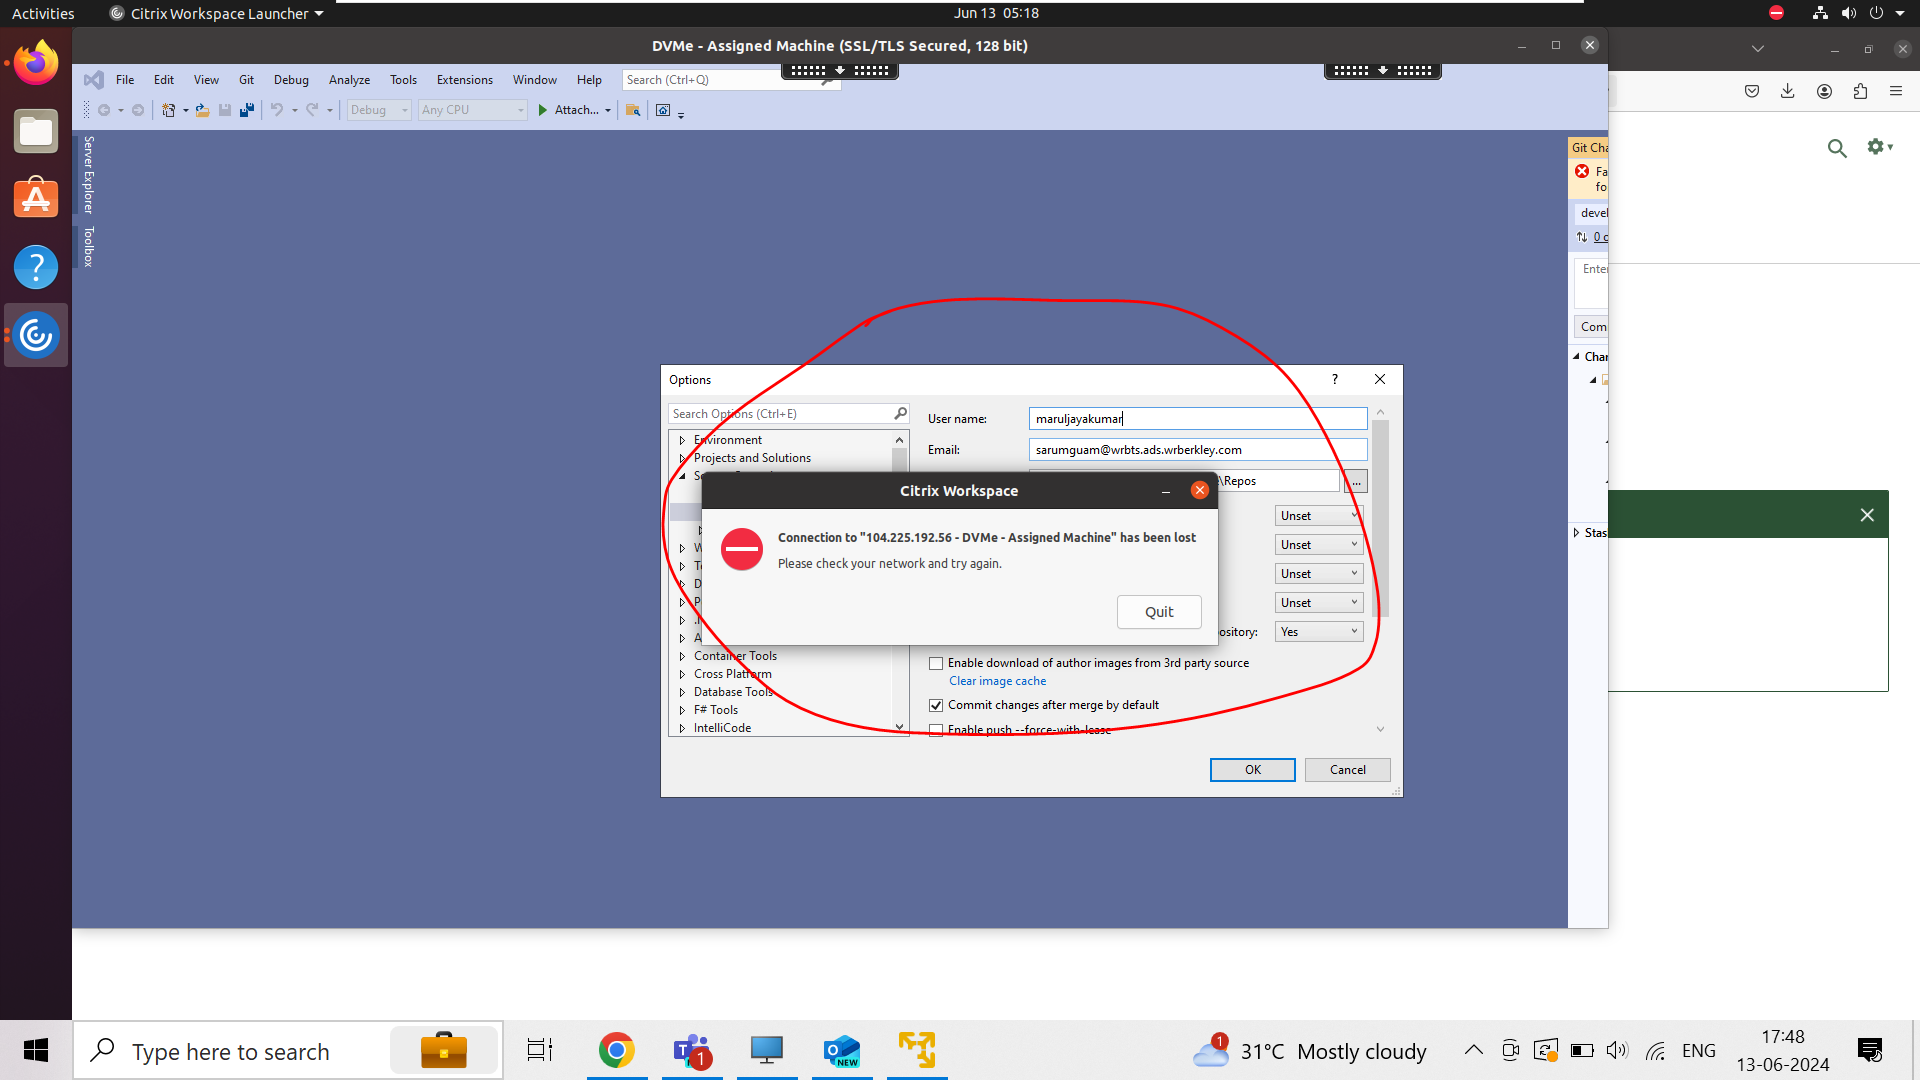 Activities
Citrix Workspace Launcher
Jun 13 05:18
DVMe - Assigned Machine (SSL/TLS Secured, 128 bit)
File Edit View Git Debug Analyze Tools Extensions Window Help
Search (Ctrl+Q)
Debug
Any CPU
Attach...
Server Explorer
Toolbox
Git Cha
Fa
fo
devel
0 c
Enter
Com
Char
Stas
Options
?
Search Options (Ctrl+E)
Environment
Projects and Solutions
Container Tools
Cross Platform
Database Tools
F# Tools
IntelliCode
User name:
maruljayakumar
Email:
sarumguam@wrbts.ads.wrberkley.com
\Repos
...
Unset
Unset
Unset
Unset
ository:
Yes
Citrix Workspace
Connection to "104.225.192.56 - DVMe - Assigned Machine" has been lost
Please check your network and try again.
Quit
Enable download of author images from 3rd party source
Clear image cache
Commit changes after merge by default
Enable push --force-with-lease
OK
Cancel
Type here to search
1
NEW
1
31°C Mostly cloudy
ENG
17:48
13-06-2024